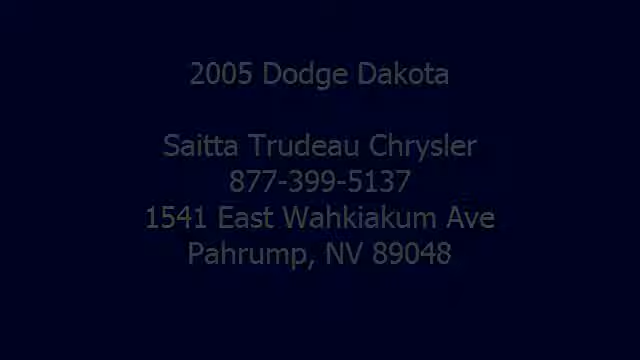 2005 Dodge Dakota
Saitta Trudeau Chrysler
877-399-5137
1541 East Wahkiakum Ave
Pahrump, NV 89048